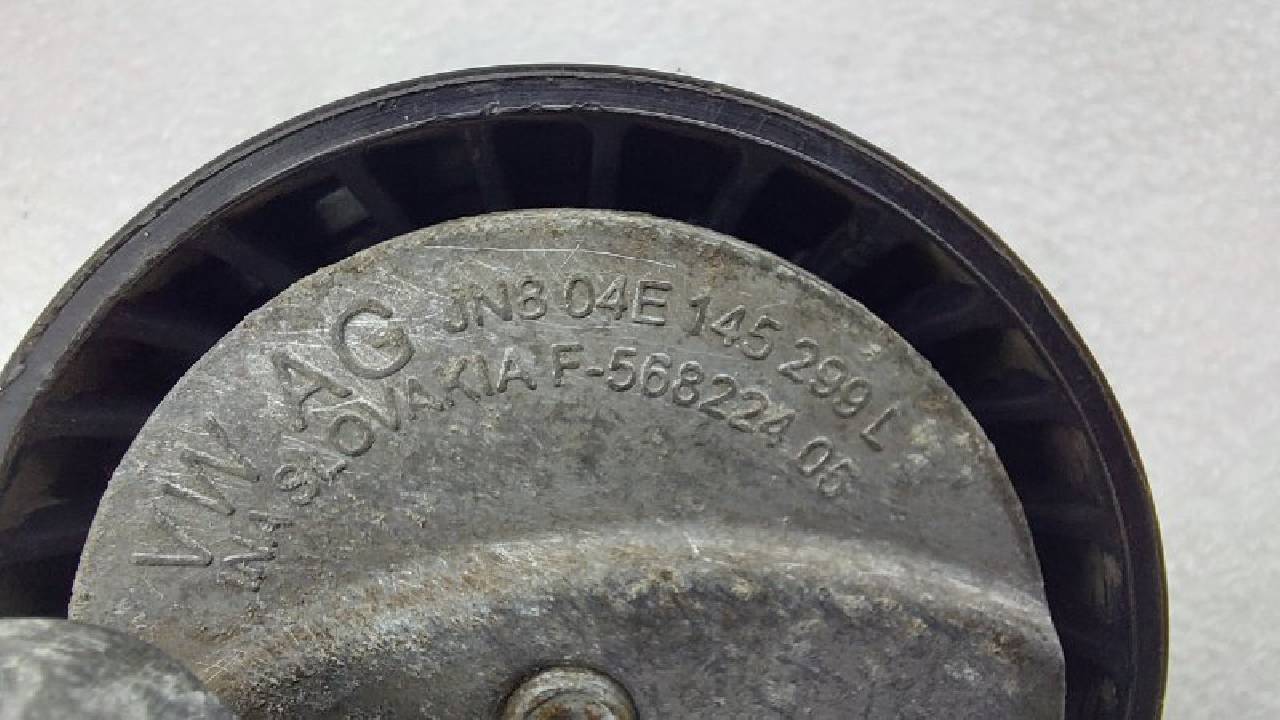 VW AG JN8 04E 145 299 L
SLOVAKIA F-568224.05